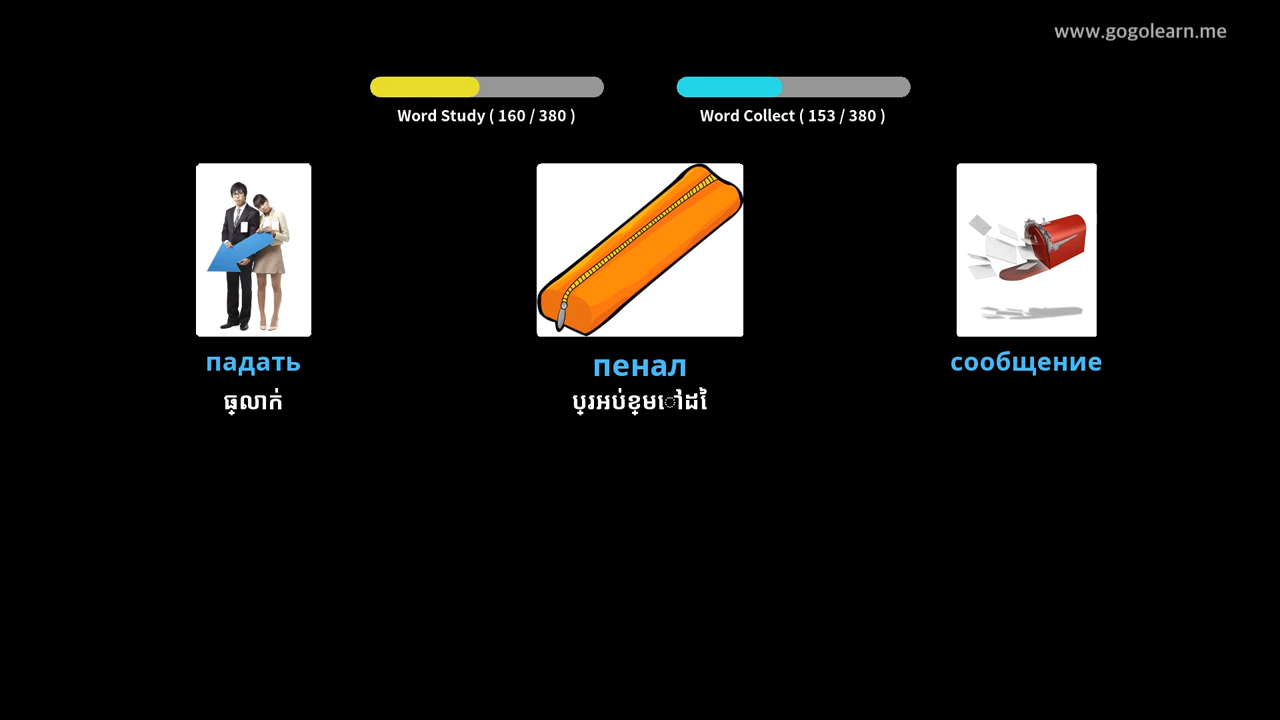 www.gogolearn.me
Word Study ( 160 / 380 )
Word Collect ( 153 / 380 )
падать
пенал
сообщение
ធ្លាក់
ប្រអប់ខ្មៅដៃ